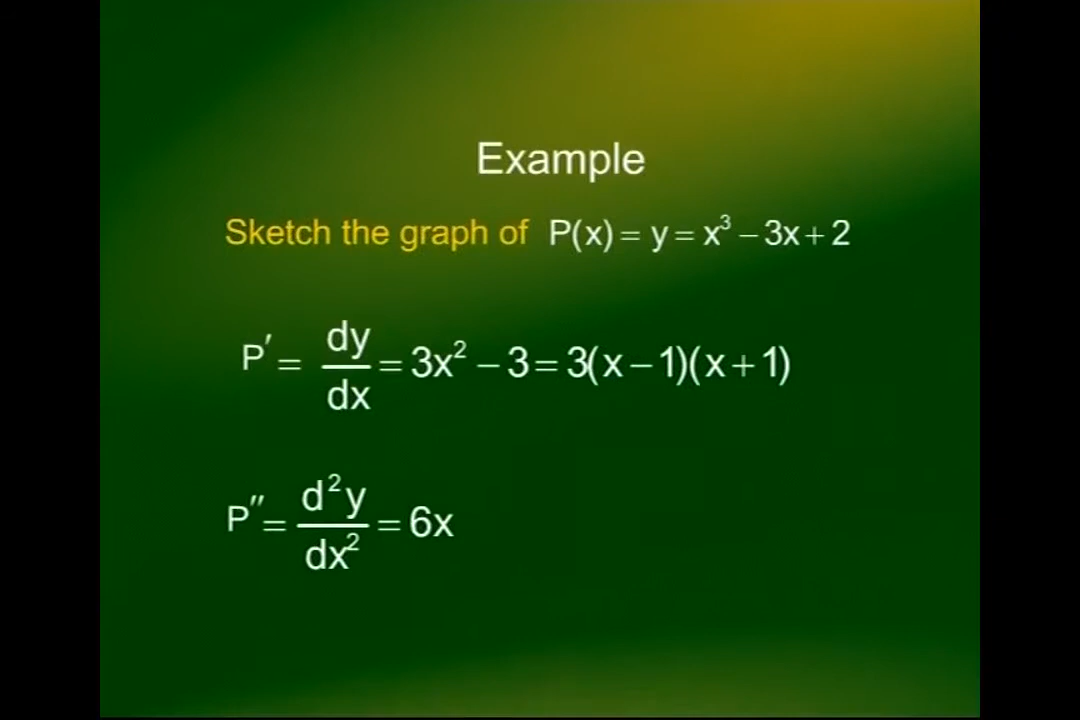 Example
Sketch the graph of P(x) = y = x³ − 3x + 2
P′ = dy/dx = 3x² − 3 = 3(x − 1)(x + 1)
P″ = d²y/dx² = 6x